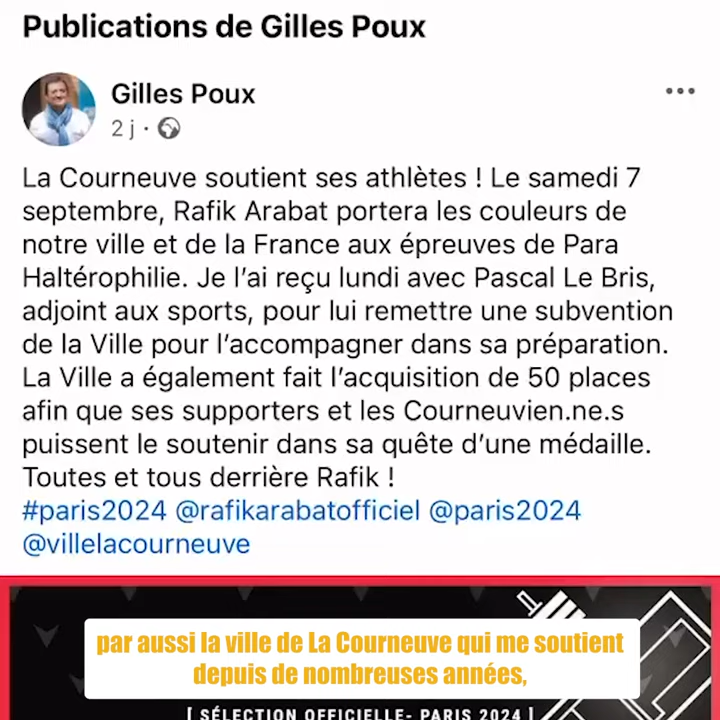 Publications de Gilles Poux
Gilles Poux
2 j ·
La Courneuve soutient ses athlètes ! Le samedi 7
septembre, Rafik Arabat portera les couleurs de
notre ville et de la France aux épreuves de Para
Haltérophilie. Je l’ai reçu lundi avec Pascal Le Bris,
adjoint aux sports, pour lui remettre une subvention
de la Ville pour l’accompagner dans sa préparation.
La Ville a également fait l’acquisition de 50 places
afin que ses supporters et les Courneuvien.ne.s
puissent le soutenir dans sa quête d’une médaille.
Toutes et tous derrière Rafik !
#paris2024 @rafikarabatofficiel @paris2024
@villelacourneuve
par aussi la ville de La Courneuve qui me soutient
depuis de nombreuses années,
[ SÉLECTION OFFICIELLE- PARIS 2024 ]